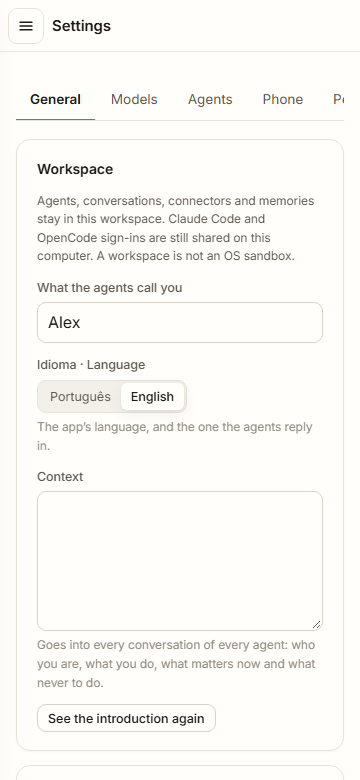 Settings
General Models Agents Phone
Workspace
Agents, conversations, connectors and memories
stay in this workspace. Claude Code and
OpenCode sign-ins are still shared on this
computer. A workspace is not an OS sandbox.
What the agents call you
Alex
Idioma · Language
Português English
The app's language, and the one the agents reply
in.
Context
Goes into every conversation of every agent: who
you are, what you do, what matters now and what
never to do.
See the introduction again